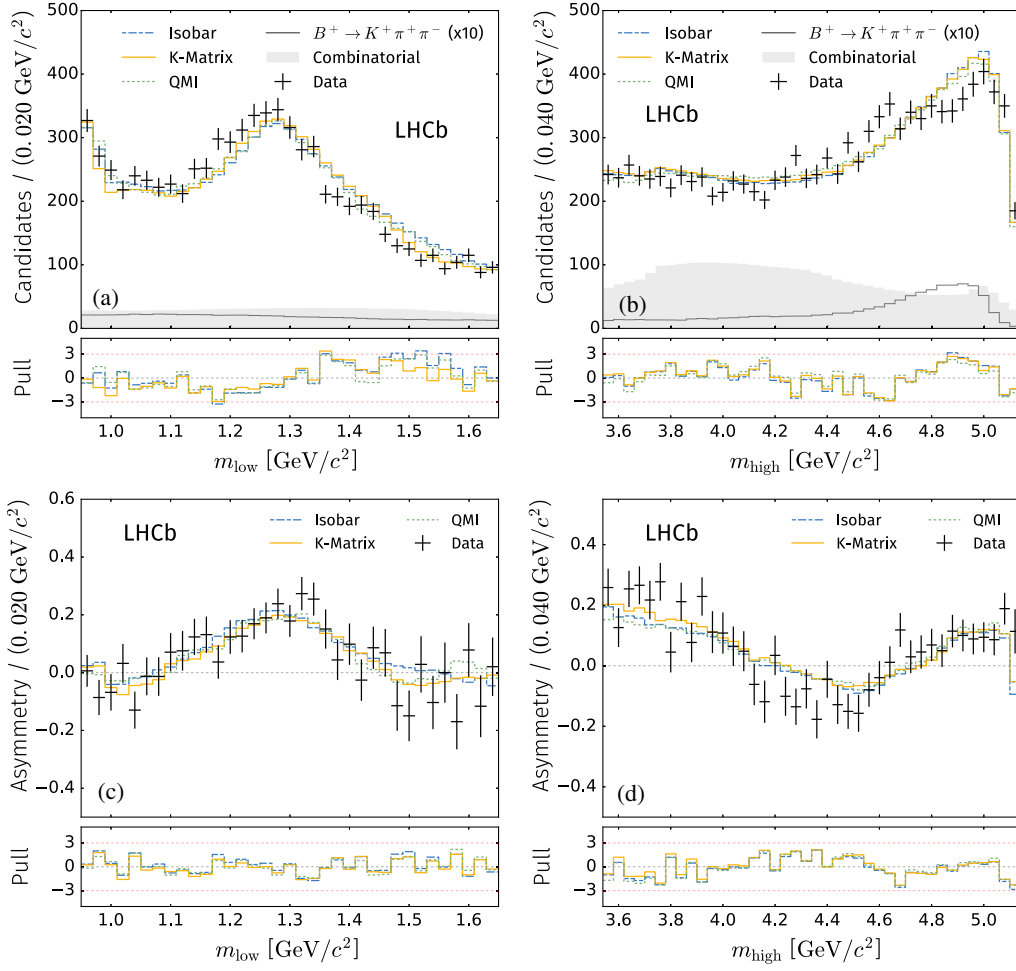 500
400
300
200
100
0
Candidates / (0.020 GeV/c²)
Isobar
K-Matrix
QMI
B⁺ → K⁺π⁺π⁻ (x10)
Combinatorial
Data
LHCb
(a)
3
0
−3
Pull
1.0 1.1 1.2 1.3 1.4 1.5 1.6
m_low [GeV/c²]
500
400
300
200
100
0
Candidates / (0.040 GeV/c²)
Isobar
K-Matrix
QMI
B⁺ → K⁺π⁺π⁻ (x10)
Combinatorial
Data
LHCb
(b)
3
0
−3
Pull
3.6 3.8 4.0 4.2 4.4 4.6 4.8 5.0
m_high [GeV/c²]
0.6
0.4
0.2
0.0
−0.2
−0.4
Asymmetry / (0.020 GeV/c²)
LHCb
Isobar
K-Matrix
QMI
Data
(c)
3
0
−3
Pull
1.0 1.1 1.2 1.3 1.4 1.5 1.6
m_low [GeV/c²]
0.4
0.2
0.0
−0.2
−0.4
Asymmetry / (0.040 GeV/c²)
LHCb
Isobar
K-Matrix
QMI
Data
(d)
3
0
−3
Pull
3.6 3.8 4.0 4.2 4.4 4.6 4.8 5.0
m_high [GeV/c²]